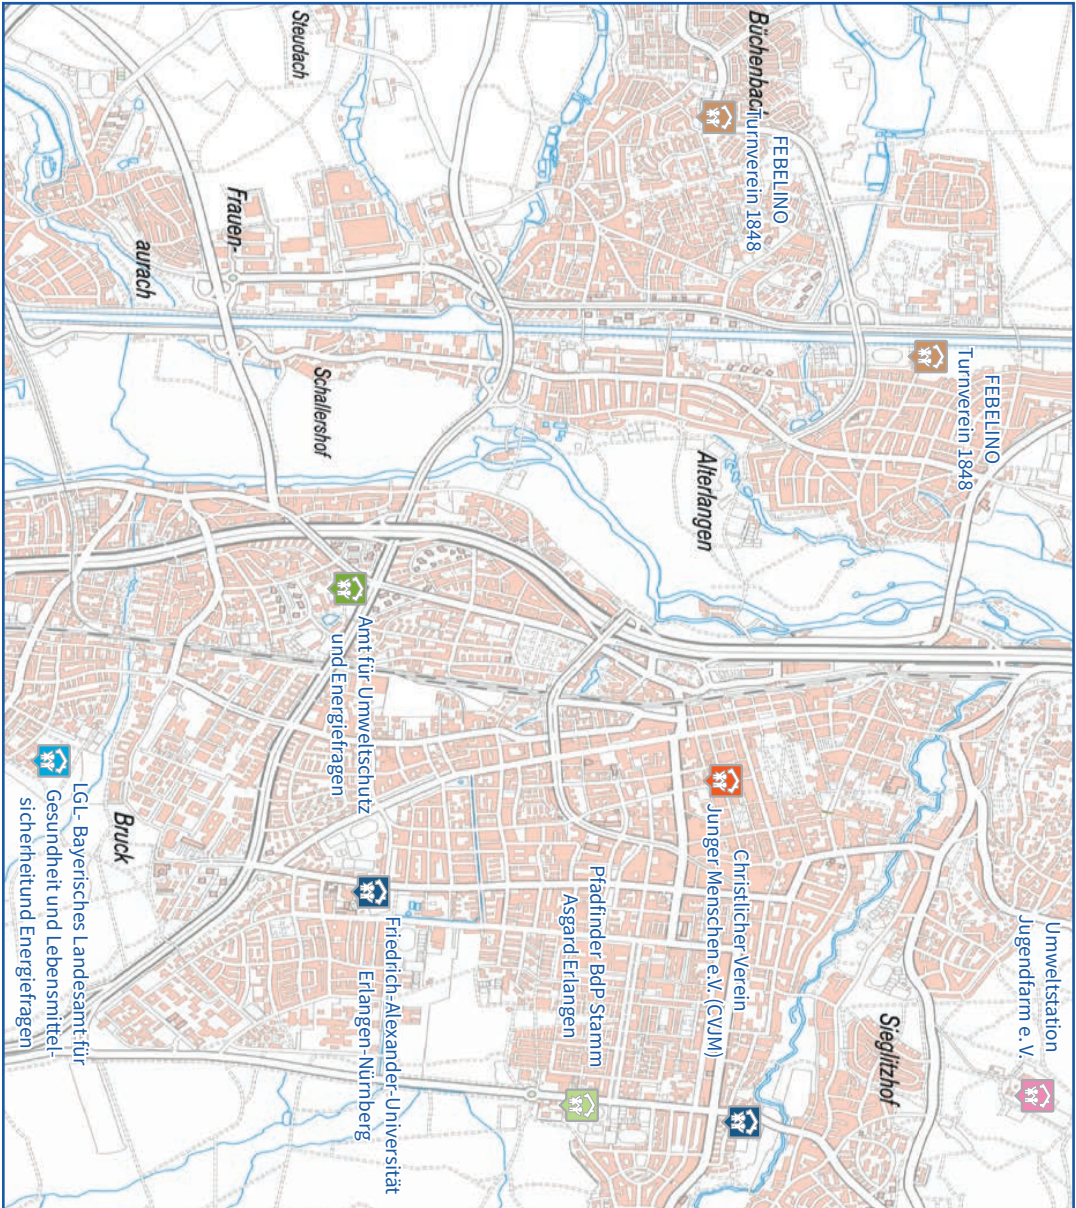 Steudach
Büchenbach
FEBELINO
Turnverein 1848
Frauen-
aurach
Schallershof
FEBELINO
Turnverein 1848
Alterlangen
Amt für Umweltschutz
und Energiefragen
LGL- Bayerisches Landesamt für
Gesundheit und Lebensmittel-
sicherheit und Energiefragen
Bruck
Christlicher Verein
Junger Menschen e.V. (CVJM)
Pfadfinder BdP Stamm
Asgard Erlangen
Friedrich-Alexander-Universität
Erlangen-Nürnberg
Umweltstation
Jugendfarm e. V.
Sieglitzhof